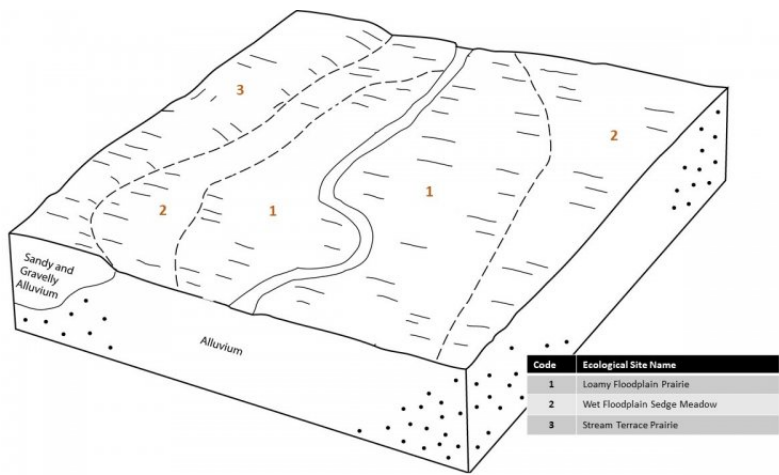 3
2
2
1
1
Sandy and
Gravelly
Alluvium
Alluvium
Code Ecological Site Name
1 Loamy Floodplain Prairie
2 Wet Floodplain Sedge Meadow
3 Stream Terrace Prairie